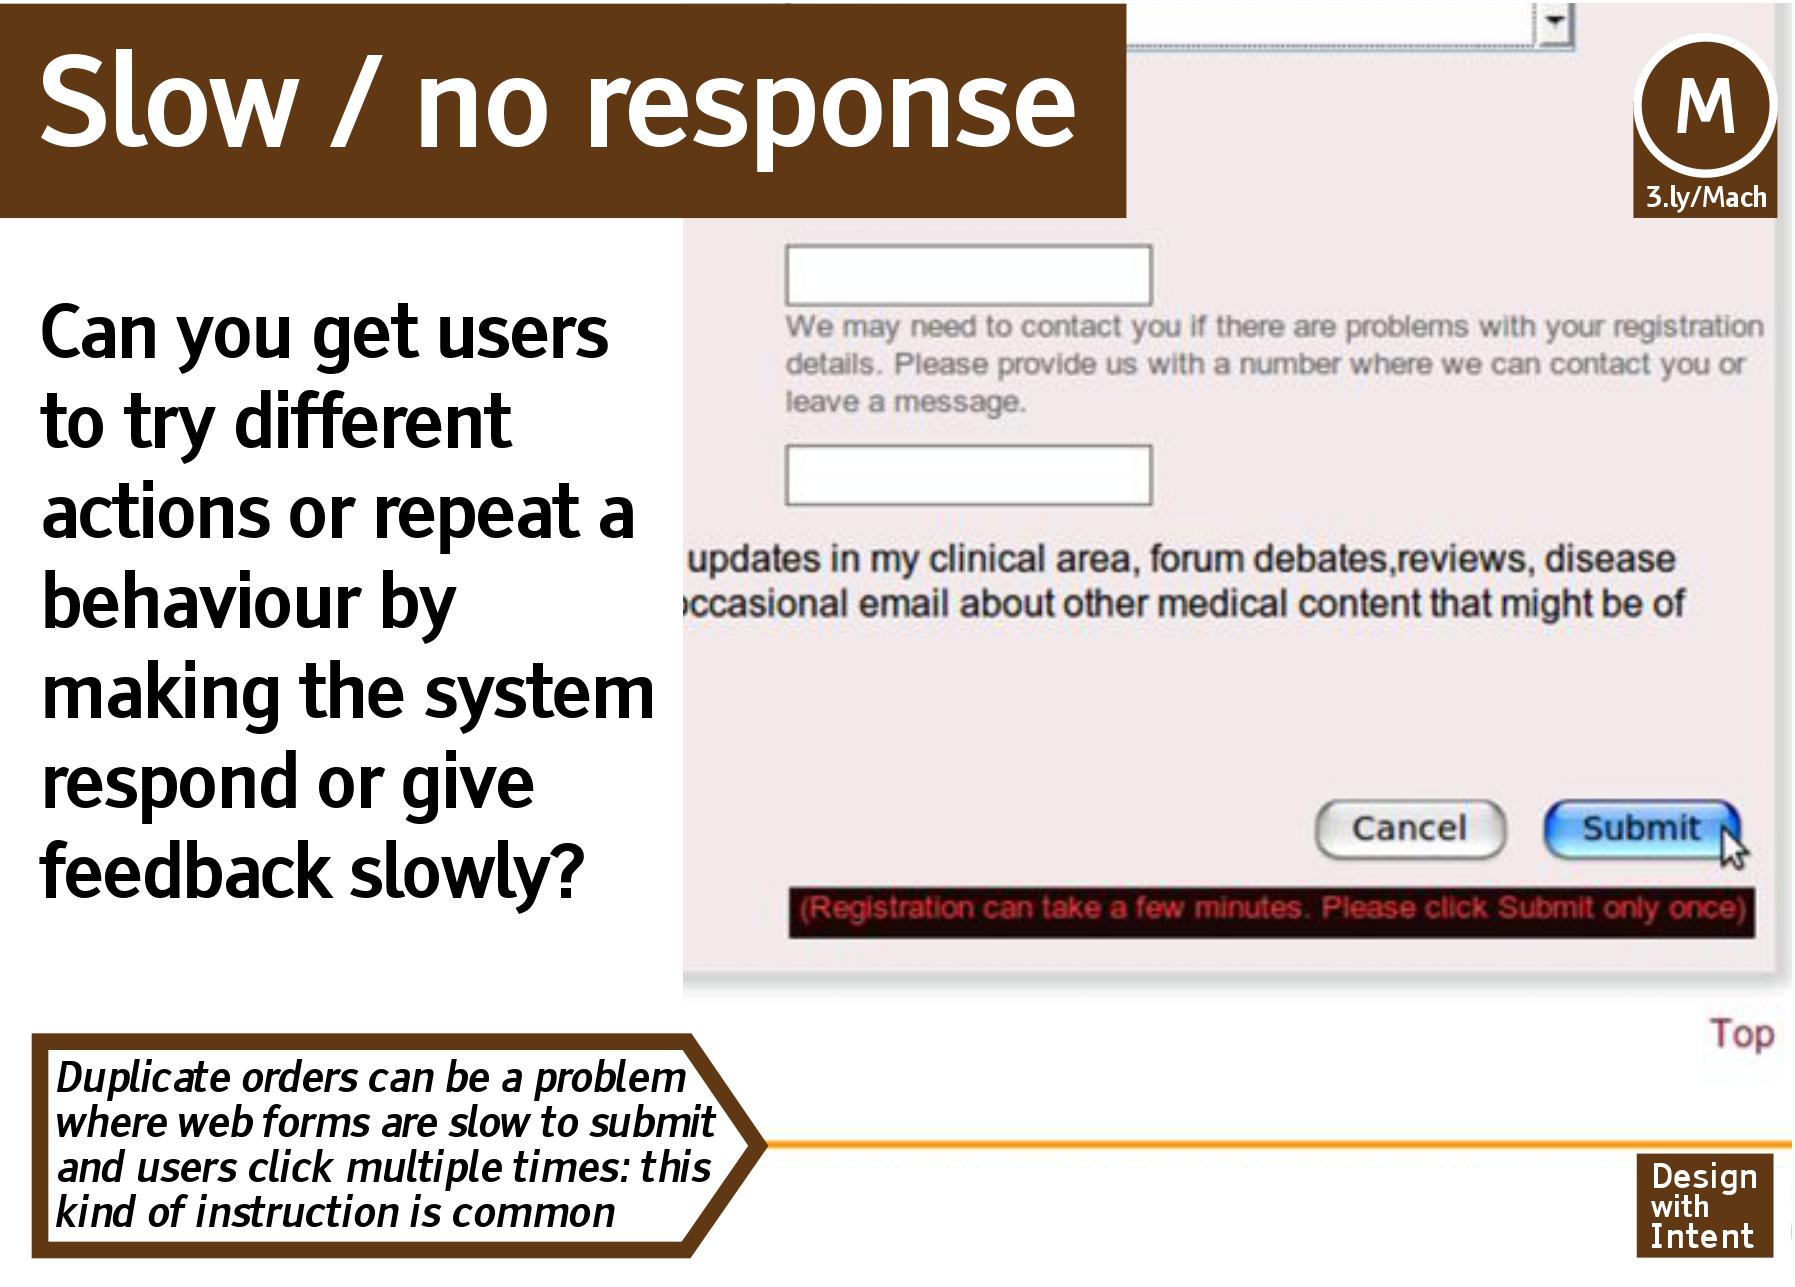 Slow / no response
M
3.ly/Mach
Can you get users
to try different
actions or repeat a
behaviour by
making the system
respond or give
feedback slowly?
We may need to contact you if there are problems with your registration
details. Please provide us with a number where we can contact you or
leave a message.
updates in my clinical area, forum debates,reviews, disease
occasional email about other medical content that might be of
Cancel
Submit
(Registration can take a few minutes. Please click Submit only once)
Top
Duplicate orders can be a problem
where web forms are slow to submit
and users click multiple times: this
kind of instruction is common
Design
with
Intent